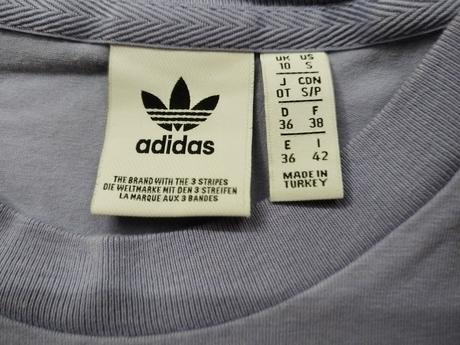 adidas
THE BRAND WITH THE 3 STRIPES
DIE WELTMARKE MIT DEN 3 STREIFEN
LA MARQUE AUX 3 BANDES
UK US
10 S
J CDN
OT S/P
D F
36 38
E I
36 42
MADE IN
TURKEY